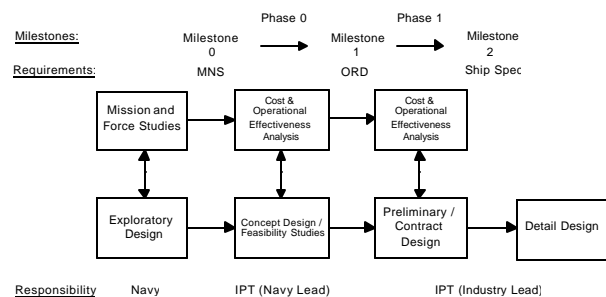 Phase 0
Phase 1
Milestones:
Milestone
0
Milestone
1
Milestone
2
Requirements:
MNS
ORD
Ship Spec
Mission and
Force Studies
Cost &
Operational
Effectiveness
Analysis
Cost &
Operational
Effectiveness
Analysis
Exploratory
Design
Concept Design /
Feasibility Studies
Preliminary /
Contract
Design
Detail Design
Responsibility
Navy
IPT (Navy Lead)
IPT (Industry Lead)